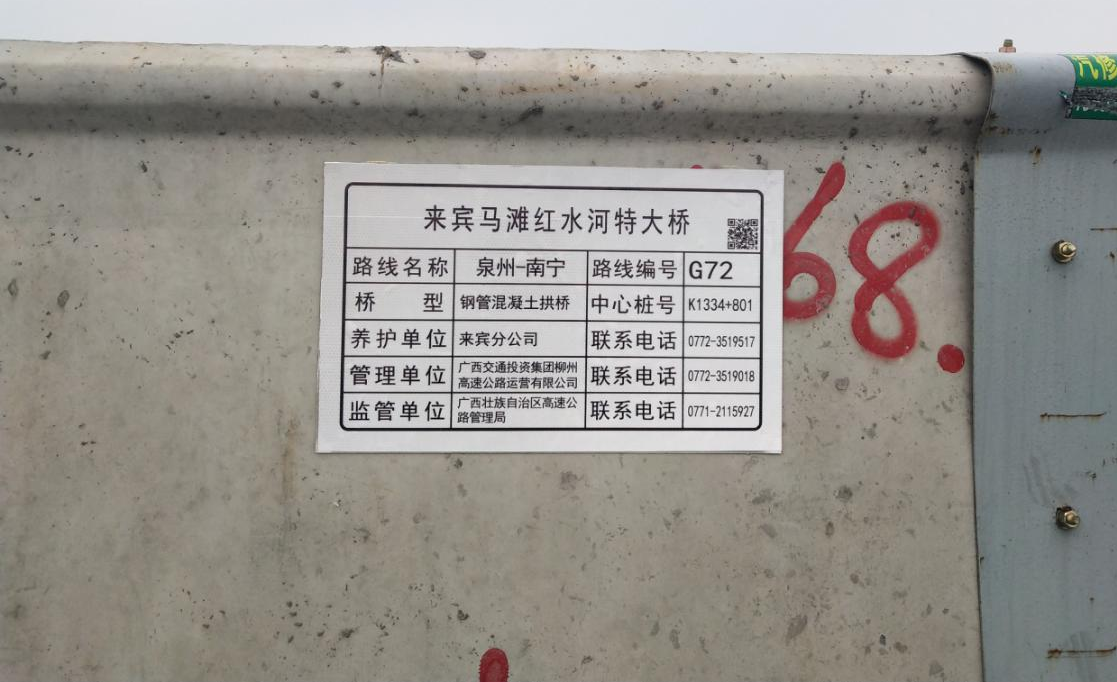 汽修
来宾马滩红水河特大桥
路线名称 泉州-南宁 路线编号 G72
桥型 钢管混凝土拱桥 中心桩号 K1334+801
养护单位 来宾分公司 联系电话 0772-3519517
管理单位 广西交通投资集团柳州
高速公路运营有限公司 联系电话 0772-3519018
监管单位 广西壮族自治区高速公
路管理局 联系电话 0771-2115927
68.